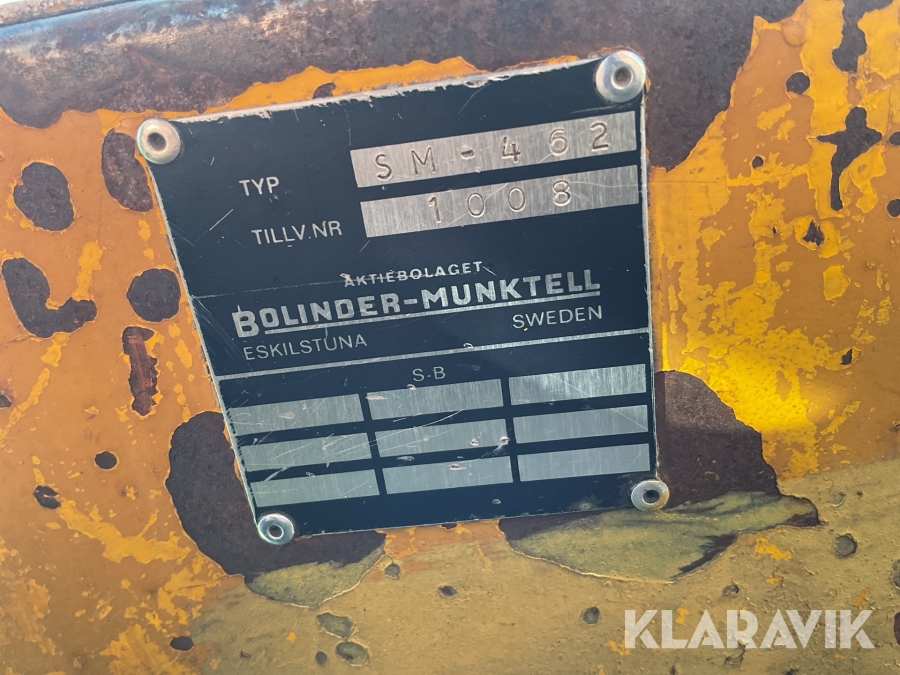 TYP SM-462
TILLV.NR 1008
AKTIEBOLAGET
BOLINDER-MUNKTELL
ESKILSTUNA SWEDEN
S-B
KLARAVIK